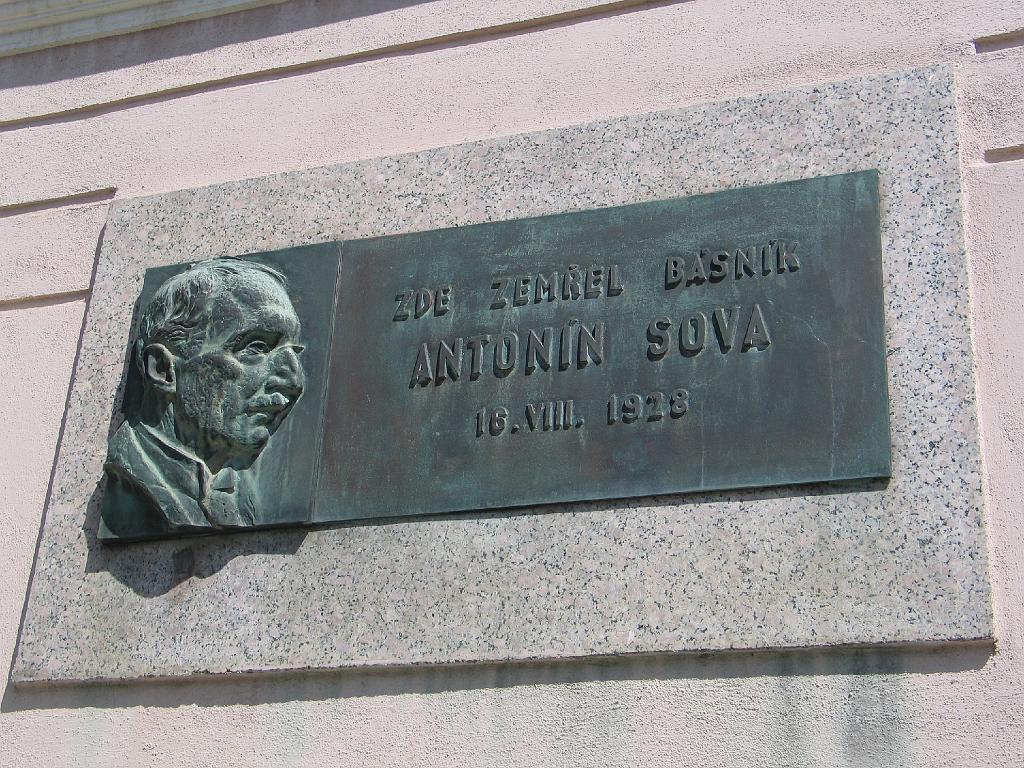 ZDE ZEMŘEL BÁSNÍK
ANTONÍN SOVA
16.VIII. 1928